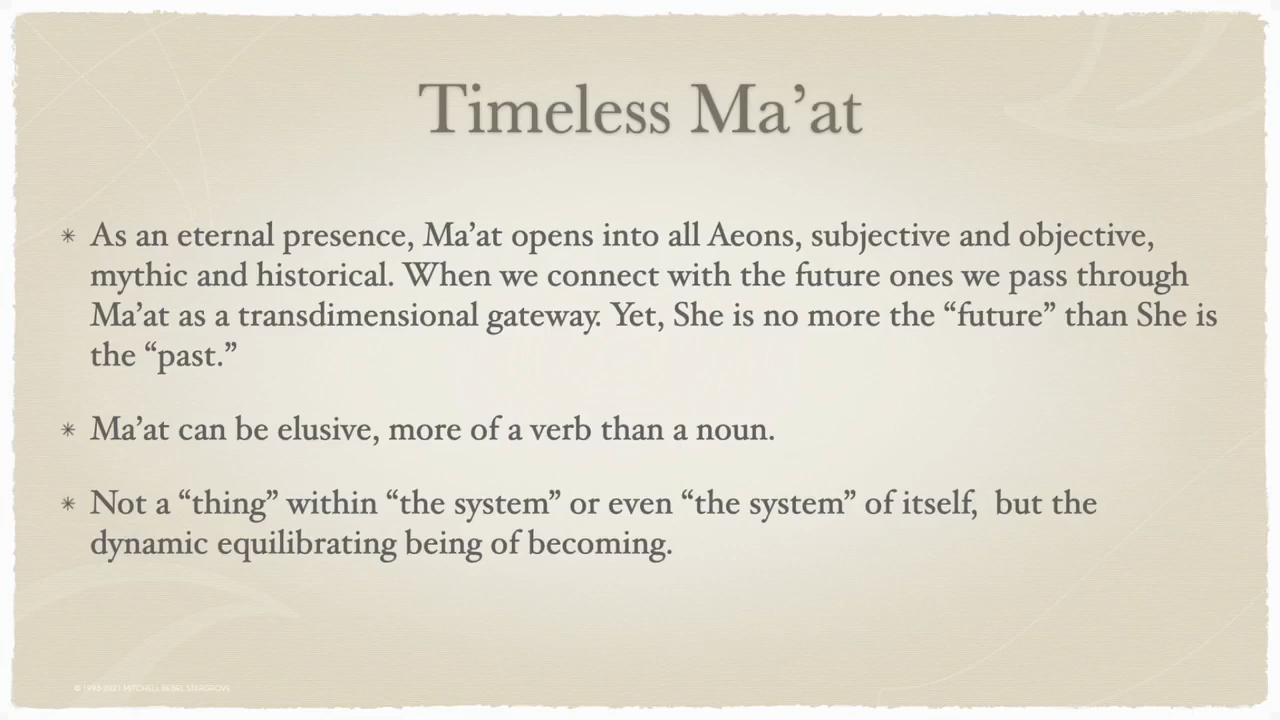 Timeless Ma’at
✴ As an eternal presence, Ma’at opens into all Aeons, subjective and objective,
mythic and historical. When we connect with the future ones we pass through
Ma’at as a transdimensional gateway. Yet, She is no more the “future” than She is
the “past.”
✴ Ma’at can be elusive, more of a verb than a noun.
✴ Not a “thing” within “the system” or even “the system” of itself,  but the
dynamic equilibrating being of becoming.
MITCHELL BEBEL STARGROVE